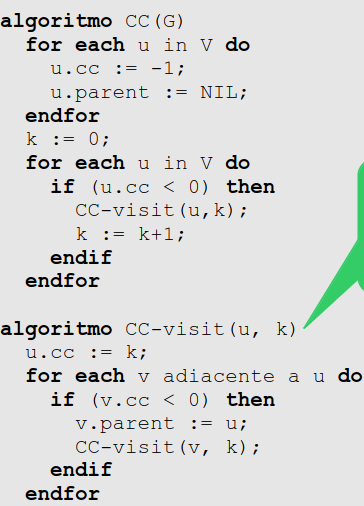 algoritmo CC(G)
for each u in V do
u.cc := -1;
u.parent := NIL;
endfor
k := 0;
for each u in V do
if (u.cc < 0) then
CC-visit(u,k);
k := k+1;
endif
endfor
algoritmo CC-visit(u, k)
u.cc := k;
for each v adiacente a u do
if (v.cc < 0) then
v.parent := u;
CC-visit(v, k);
endif
endfor